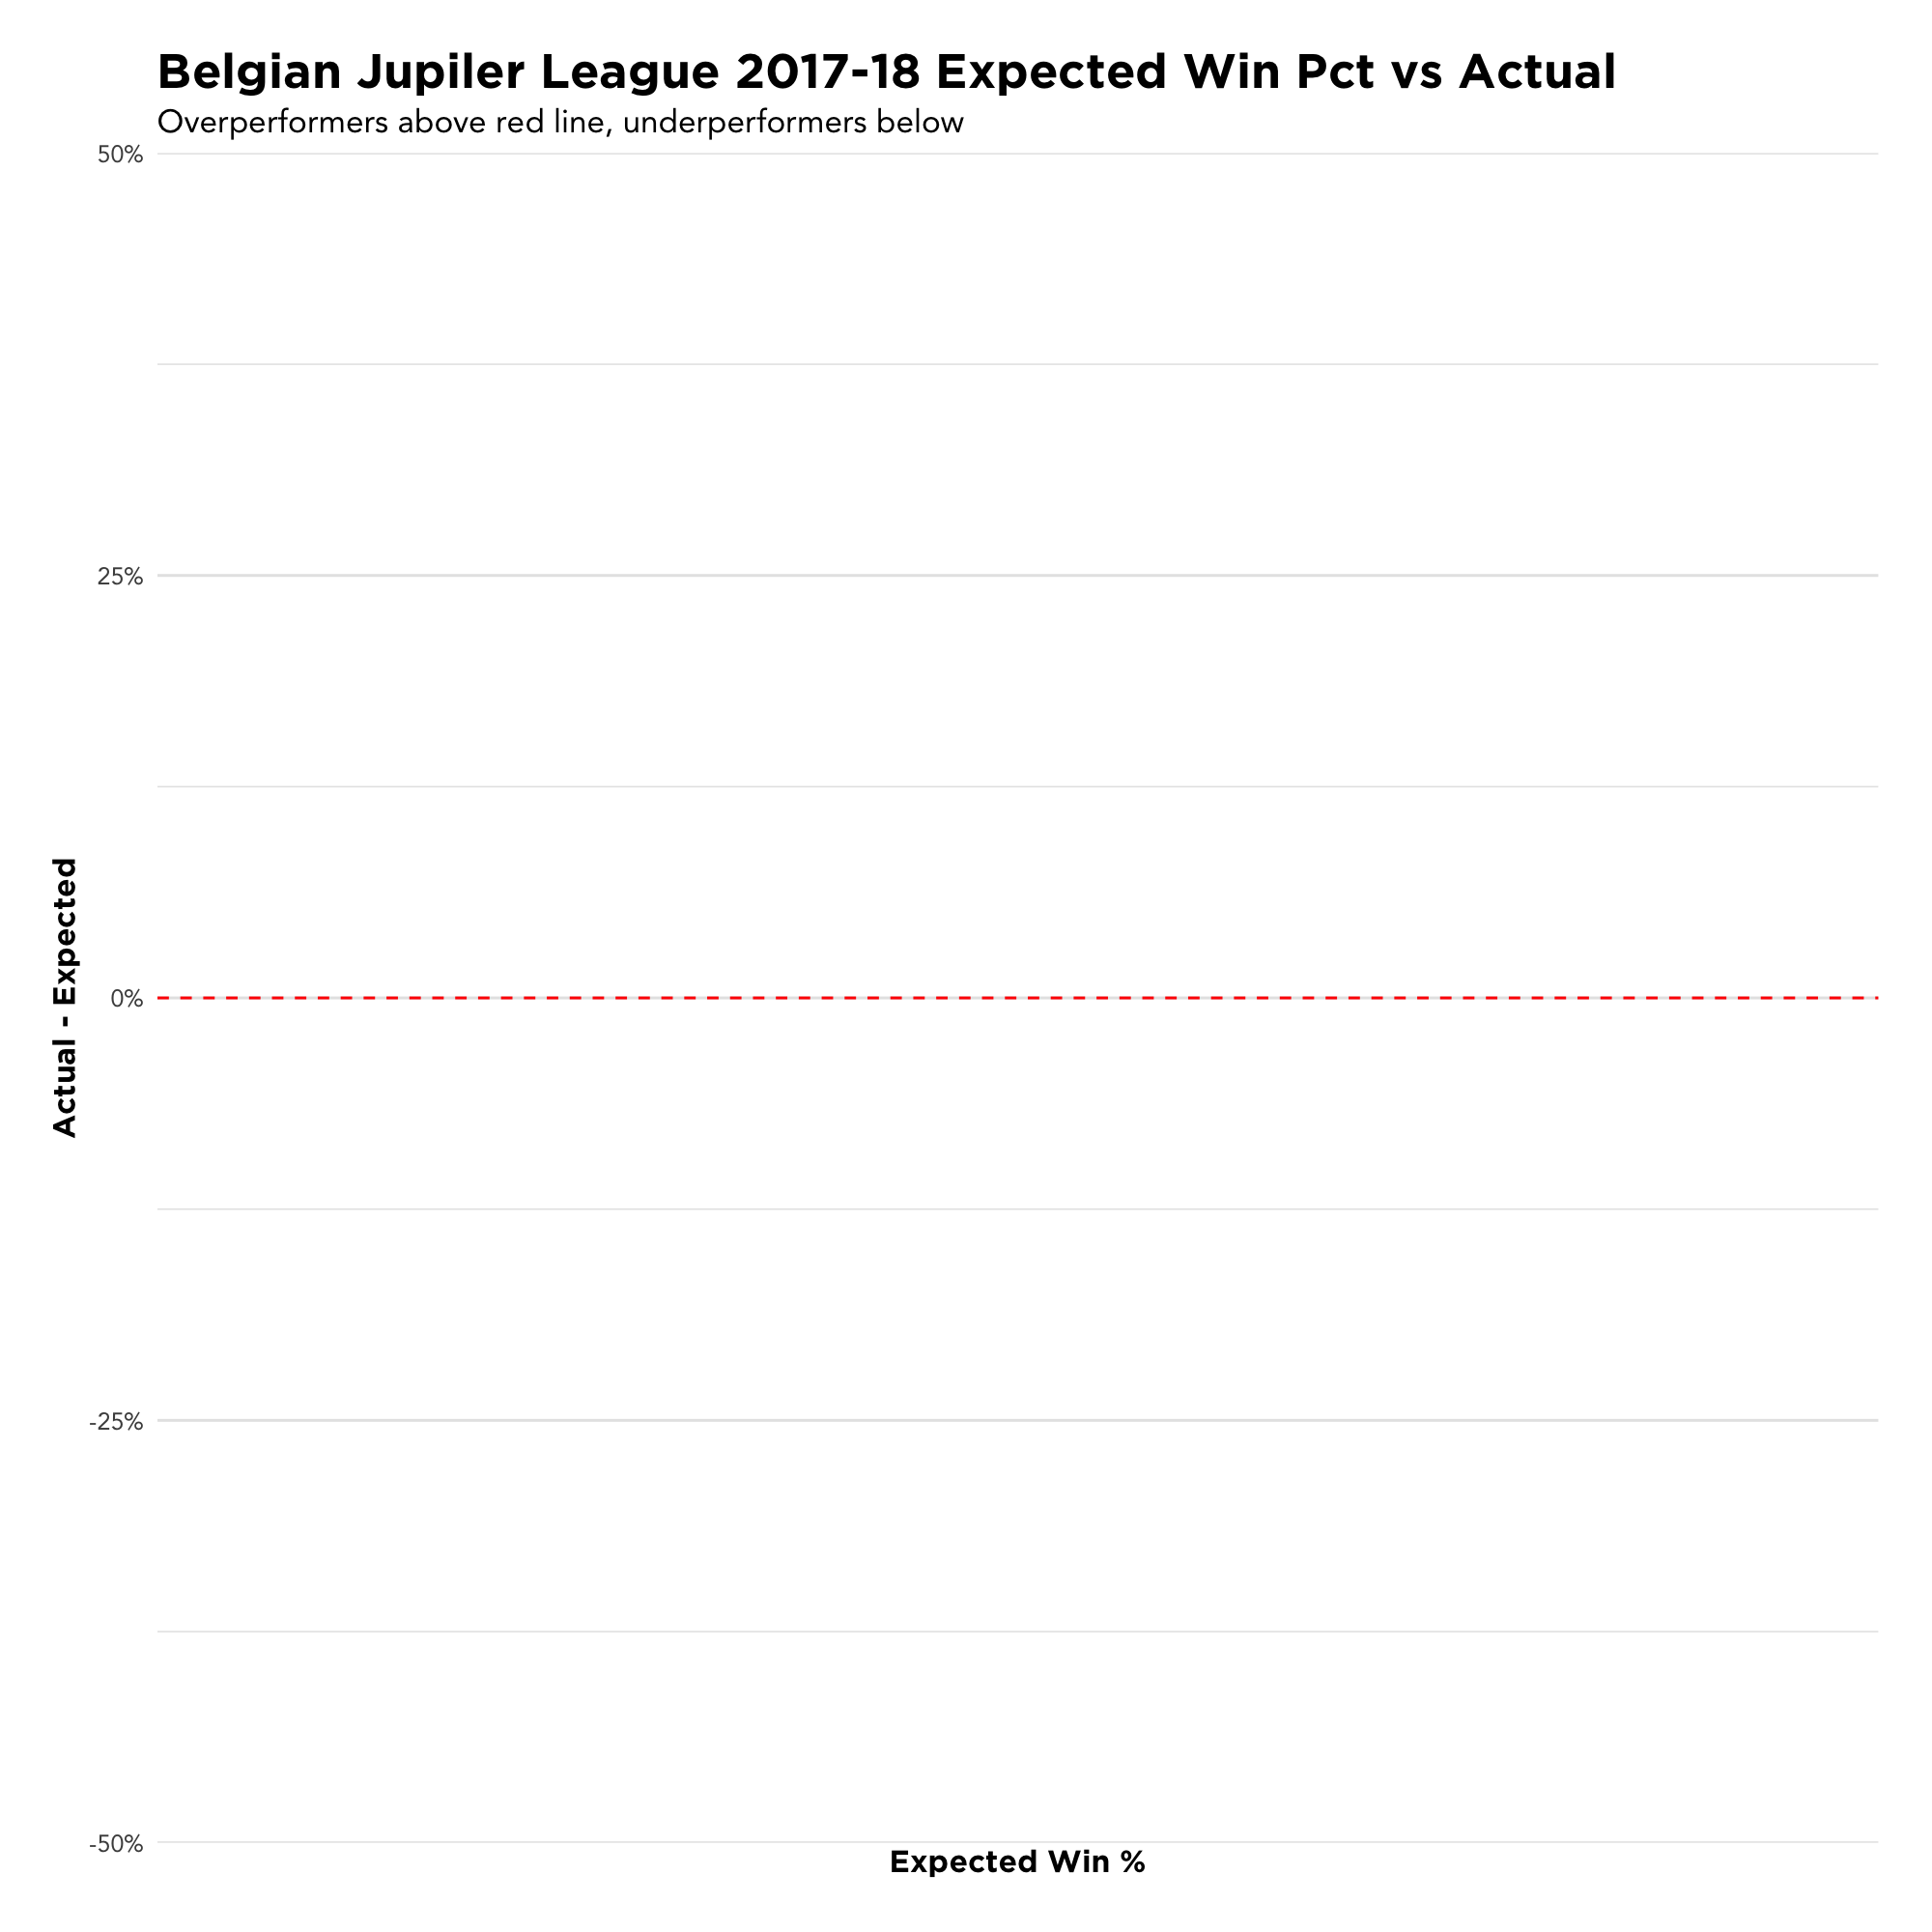 Belgian Jupiler League 2017-18 Expected Win Pct vs Actual
Overperformers above red line, underperformers below
50%
25%
0%
-25%
-50%
Actual - Expected
Expected Win %